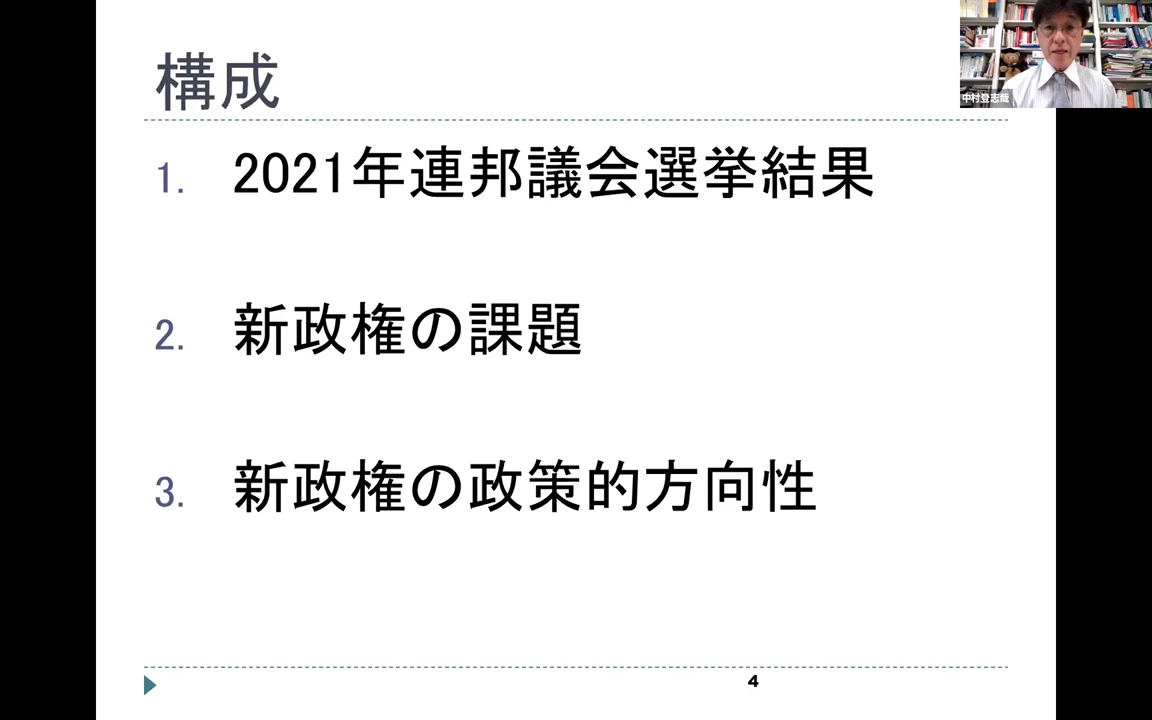 構成
中村登志哉
1. 2021年連邦議会選挙結果
2. 新政権の課題
3. 新政権の政策的方向性
4